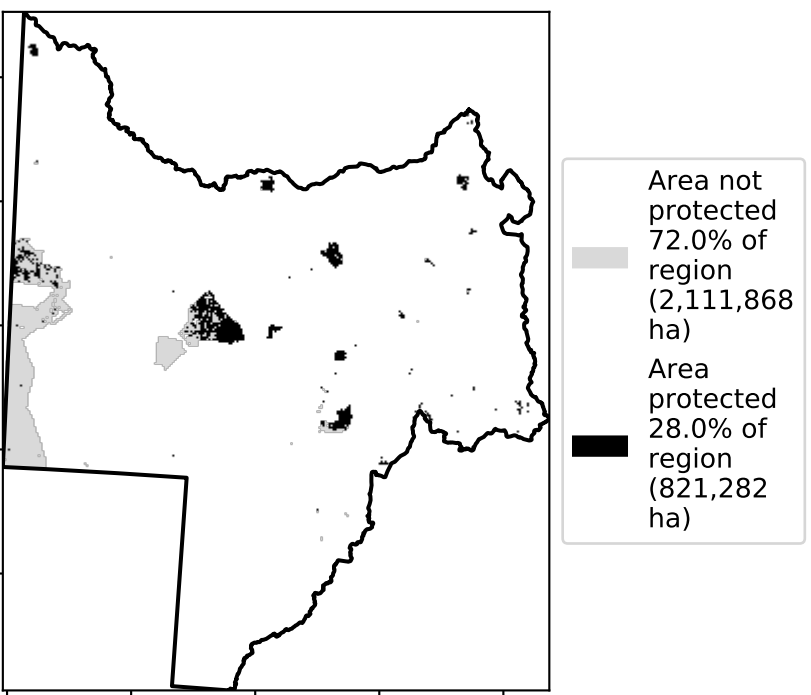 Area not
protected
72.0% of
region
(2,111,868
ha)
Area
protected
28.0% of
region
(821,282
ha)